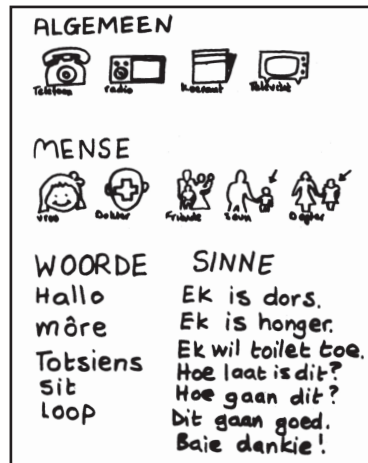 ALGEMEEN
Telefoon radio Koerant Televisie
MENSE
vrou Dokter Friende Seun Dogter
WOORDE SINNE
Hallo
môre
Totsiens
sit
Loop
Ek is dors.
Ek is honger.
Ek wil toilet toe.
Hoe laat is dit?
Hoe gaan dit?
Dit gaan goed.
Baie dankie!